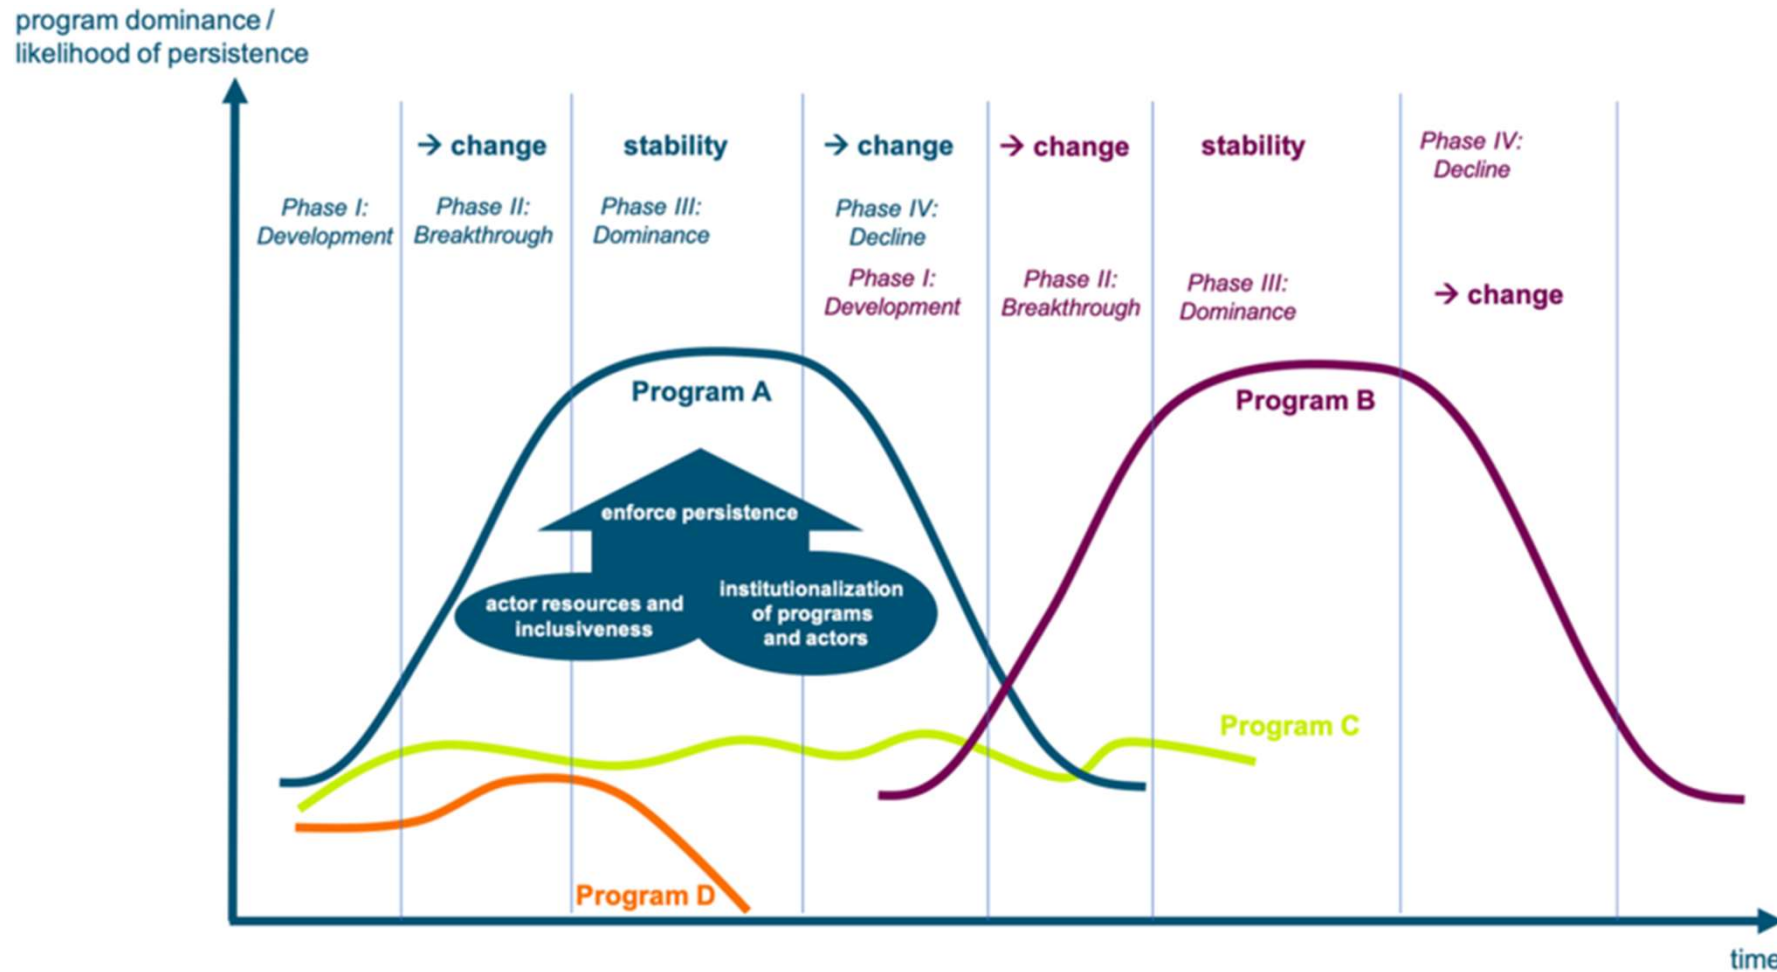 program dominance /
likelihood of persistence
→ change
stability
→ change
→ change
stability
Phase IV:
Decline
Phase I:
Development
Phase II:
Breakthrough
Phase III:
Dominance
Phase IV:
Decline
Phase I:
Development
Phase II:
Breakthrough
Phase III:
Dominance
→ change
Program A
Program B
enforce persistence
actor resources and
inclusiveness
institutionalization
of programs
and actors
Program C
Program D
time